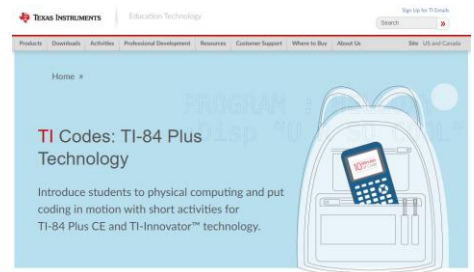 Sign Up for TI Emails
TEXAS INSTRUMENTS Education Technology
Search »
Products Downloads Activities Professional Development Resources Customer Support Where to Buy About Us Site US and Canada
Home »
PROGRAM :
Disp "U
TI Codes: TI-84 Plus
Technology
Introduce students to physical computing and put
coding in motion with short activities for
TI-84 Plus CE and TI-Innovator™ technology.